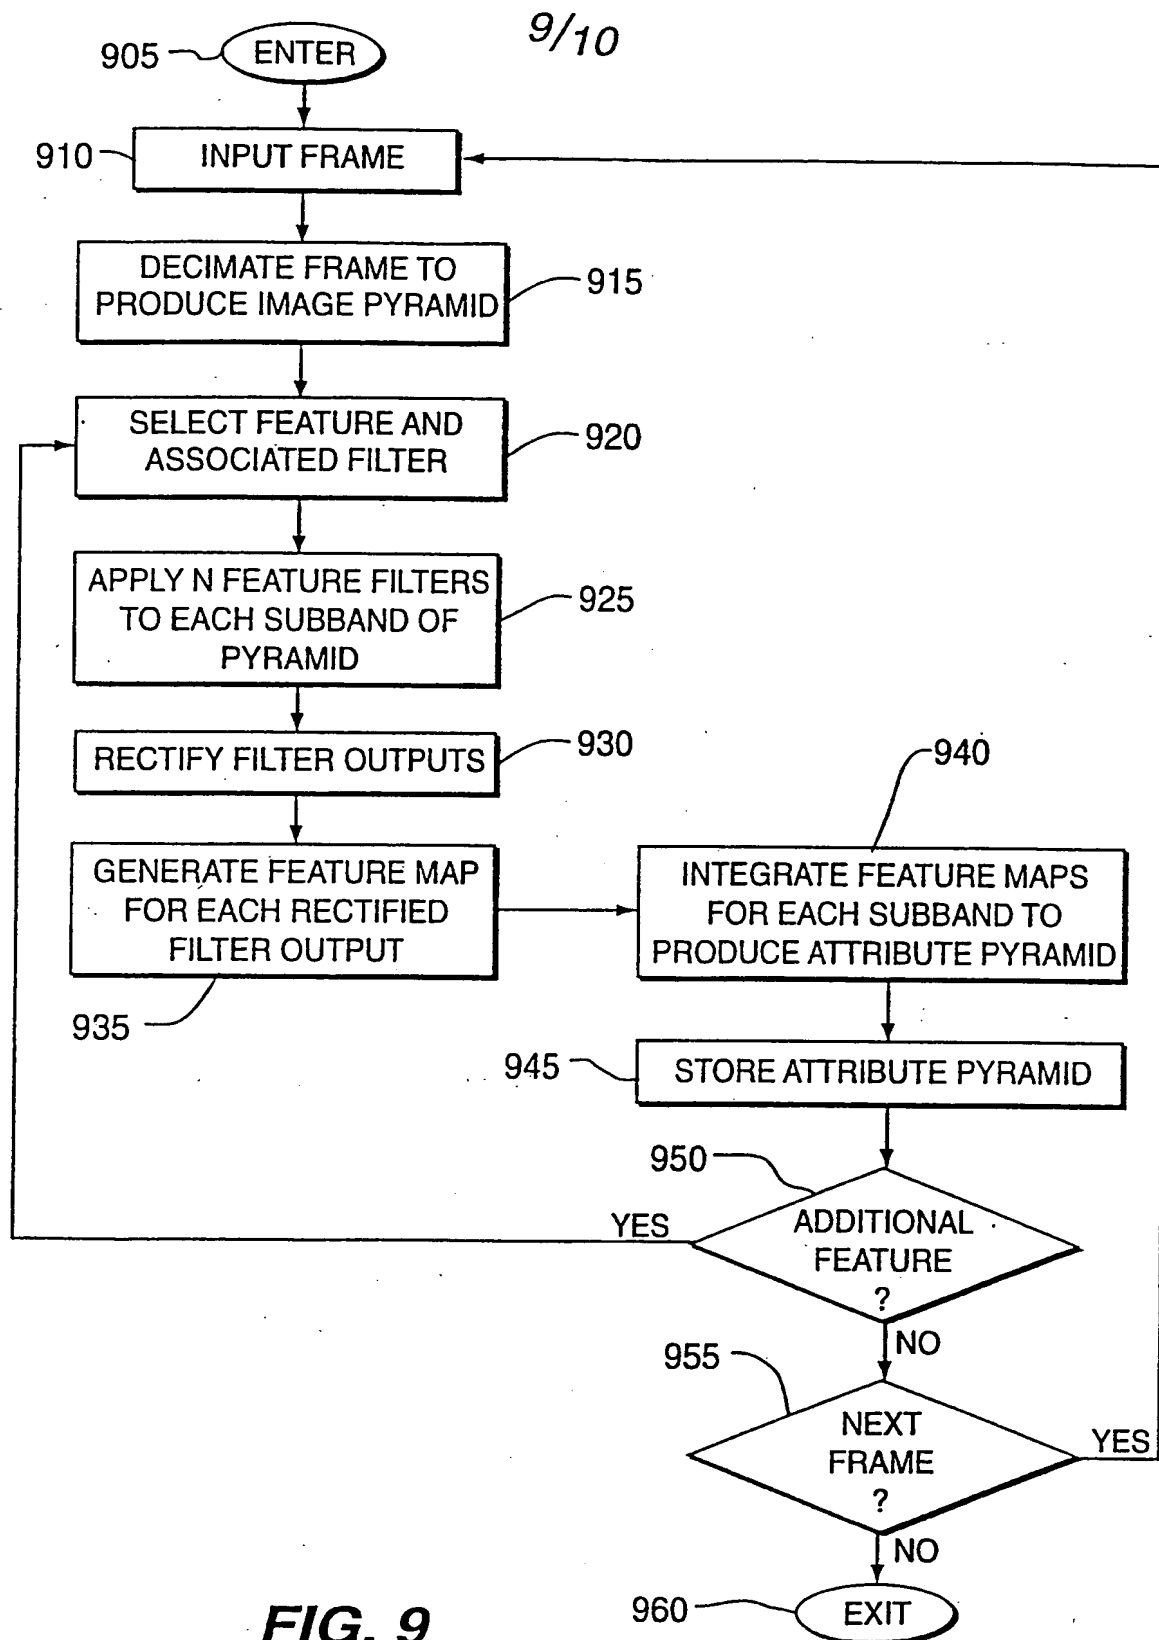 9/10
905
ENTER
910
INPUT FRAME
DECIMATE FRAME TO
PRODUCE IMAGE PYRAMID
915
SELECT FEATURE AND
ASSOCIATED FILTER
920
APPLY N FEATURE FILTERS
TO EACH SUBBAND OF
PYRAMID
925
RECTIFY FILTER OUTPUTS
930
GENERATE FEATURE MAP
FOR EACH RECTIFIED
FILTER OUTPUT
935
940
INTEGRATE FEATURE MAPS
FOR EACH SUBBAND TO
PRODUCE ATTRIBUTE PYRAMID
945
STORE ATTRIBUTE PYRAMID
950
ADDITIONAL
FEATURE
?
YES
NO
955
NEXT
FRAME
?
YES
NO
960
EXIT
FIG. 9